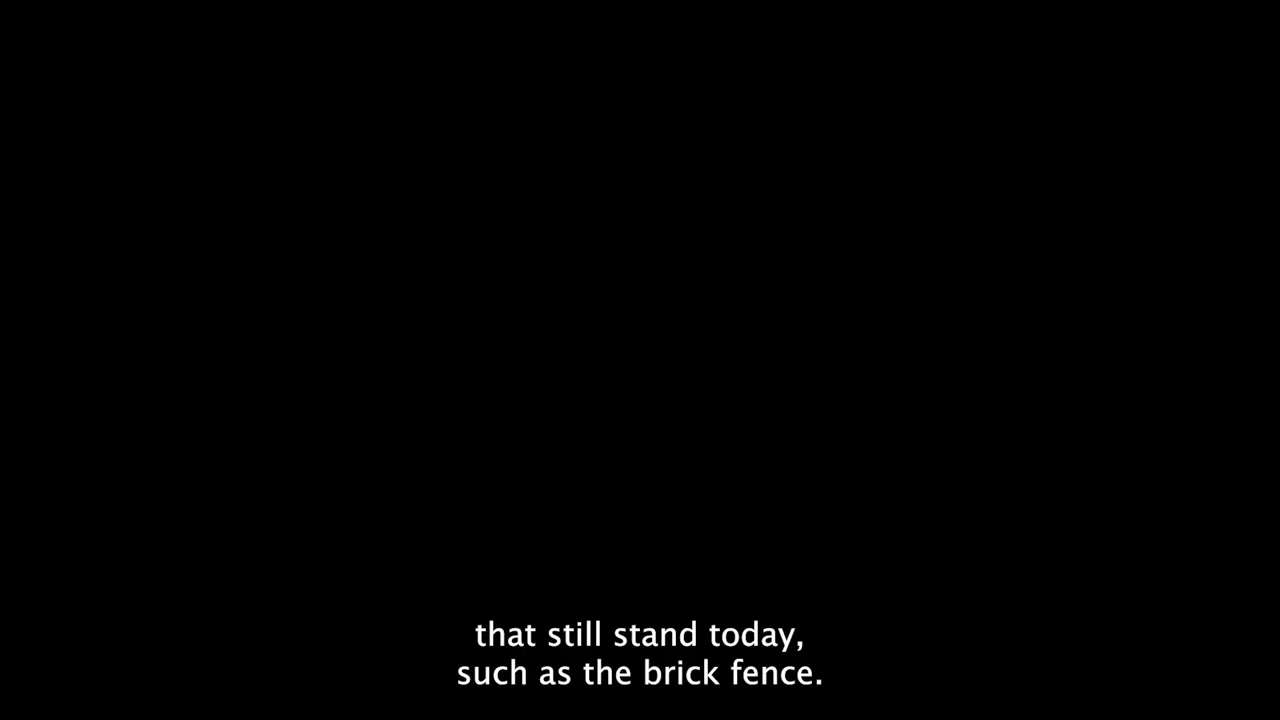 that still stand today,
such as the brick fence.